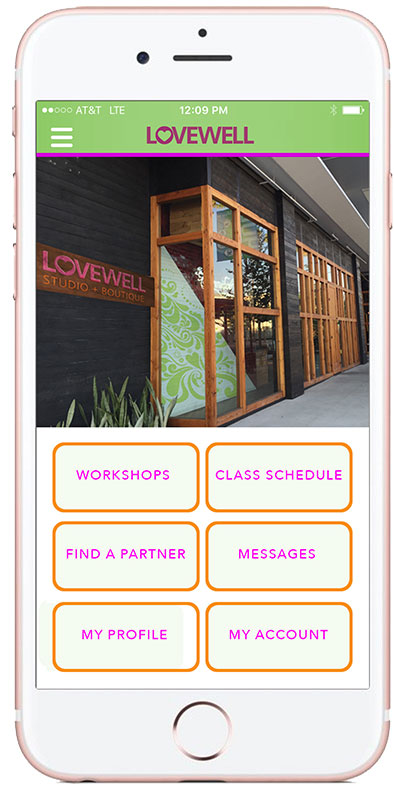 AT&T LTE 12:09 PM
LOVEWELL
LOVEWELL
STUDIO + BOUTIQUE
WORKSHOPS CLASS SCHEDULE
FIND A PARTNER MESSAGES
MY PROFILE MY ACCOUNT